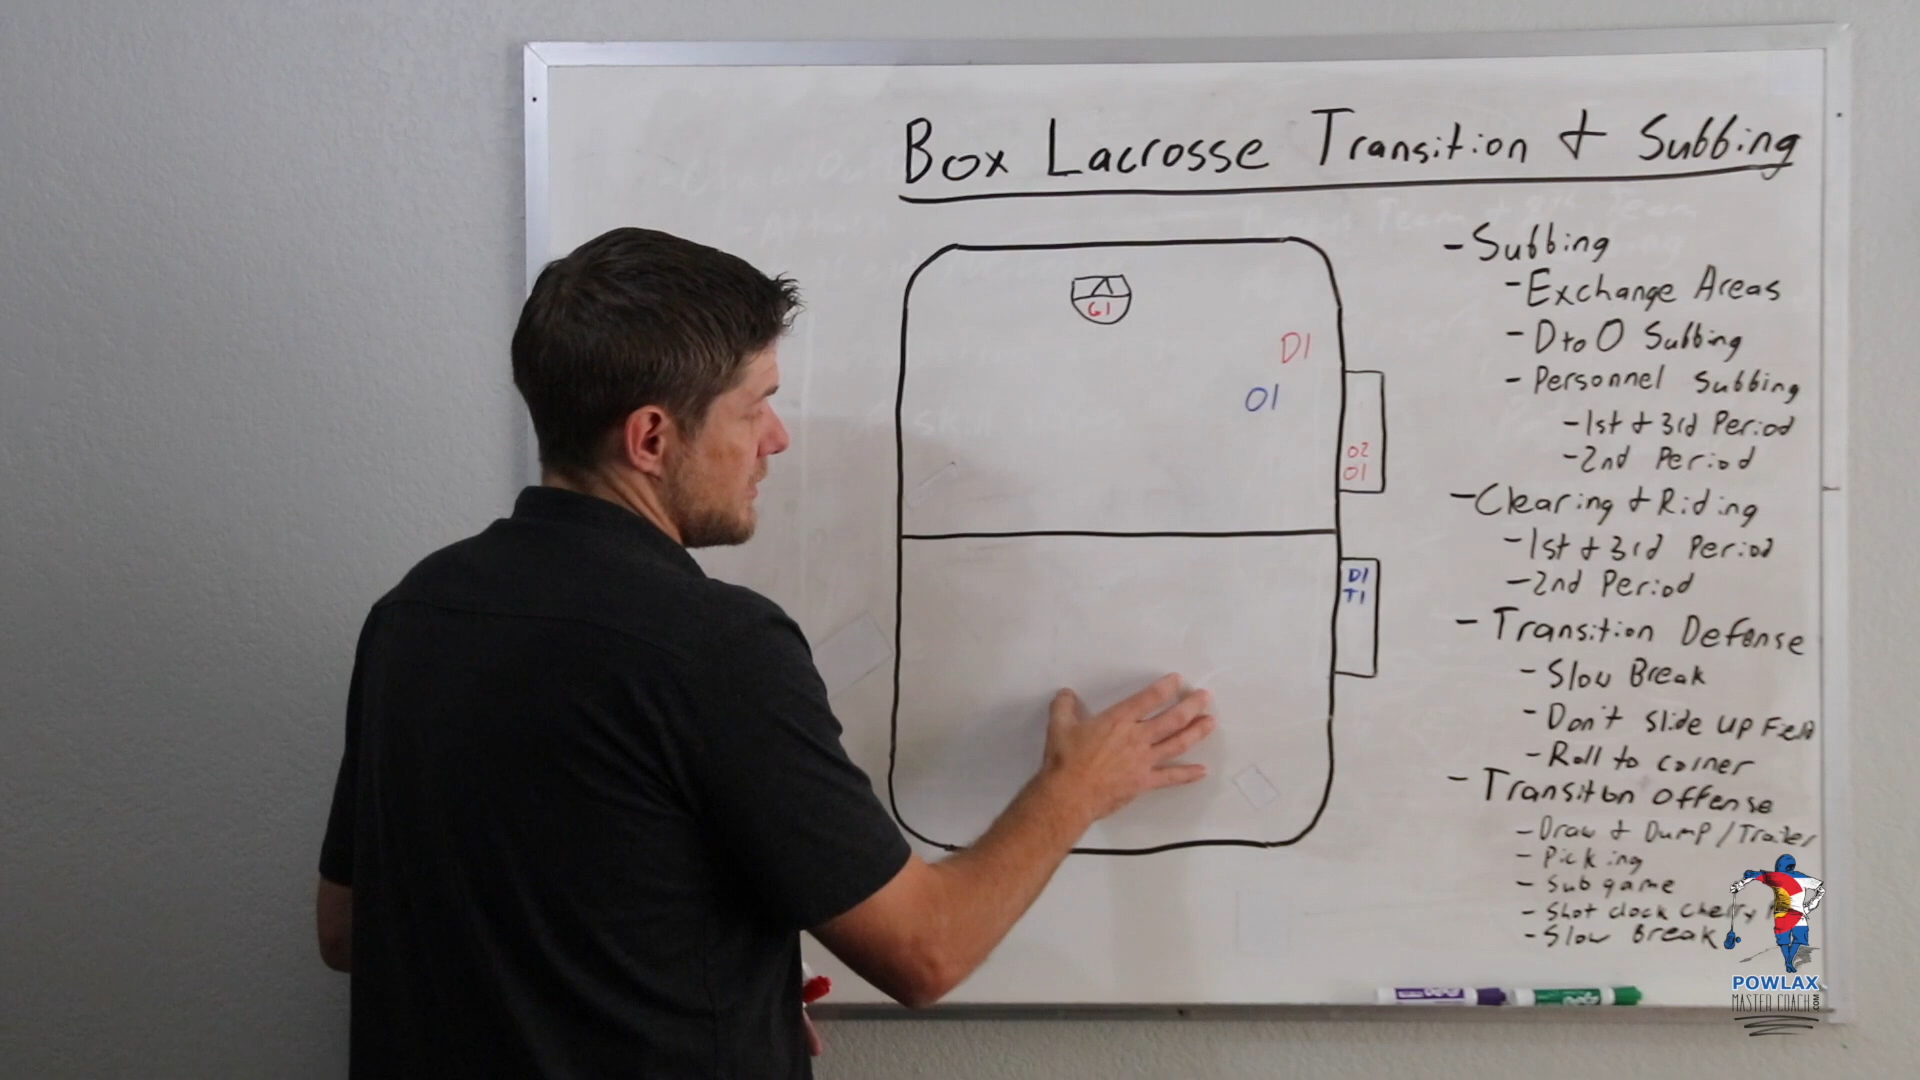 Box Lacrosse Transition & Subbing
- Subbing
- Exchange Areas
- D to O Subbing
- Personnel Subbing
- 1st & 3rd Period
- 2nd Period
- Clearing & Riding
- 1st & 3rd Period
- 2nd Period
- Transition Defense
- Slow Break
- Don't Slide up Field
- Roll to corner
- Transition Offense
- Draw & Dump / Trailer
- Picking
- Sub game
- Shot clock Cherry
- Slow Break
G1
D1
O1
O2
O1
D1
T1
POWLAX
MASTER COACH.com